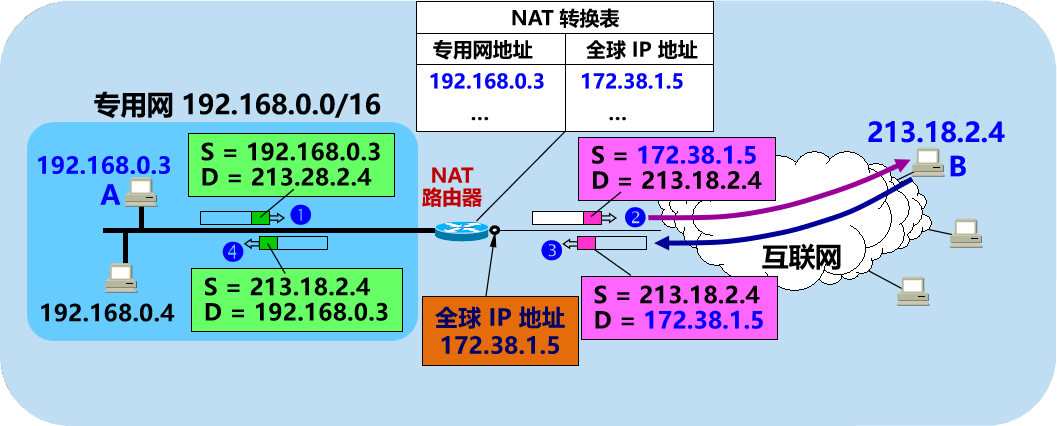 NAT 转换表
专用网地址 全球 IP 地址
192.168.0.3 172.38.1.5
... ...
专用网 192.168.0.0/16
192.168.0.3
A
S = 192.168.0.3
D = 213.28.2.4
NAT
路由器
S = 172.38.1.5
D = 213.18.2.4
213.18.2.4
B
1
2
4
3
互联网
192.168.0.4
S = 213.18.2.4
D = 192.168.0.3
全球 IP 地址
172.38.1.5
S = 213.18.2.4
D = 172.38.1.5